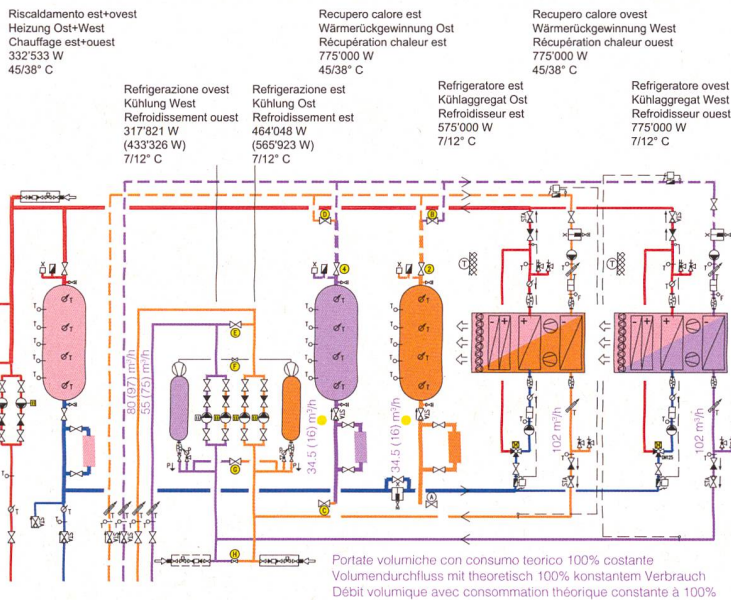 Riscaldamento est+ovest
Heizung Ost+West
Chauffage est+ouest
332'533 W
45/38° C
Recupero calore est
Wärmerückgewinnung Ost
Récupération chaleur est
775'000 W
45/38° C
Recupero calore ovest
Wärmerückgewinnung West
Récupération chaleur ouest
775'000 W
45/38° C
Refrigerazione ovest
Kühlung West
Refroidissement ouest
317'821 W
(433'326 W)
7/12° C
Refrigerazione est
Kühlung Ost
Refroidissement est
464'048 W
(565'923 W)
7/12° C
Refrigeratore est
Kühlaggregat Ost
Refroidisseur est
575'000 W
7/12° C
Refrigeratore ovest
Kühlaggregat West
Refroidisseur ouest
775'000 W
7/12° C
D
B
4
2
E
F
G
C
A
H
80 (97) m³/h
55 (75) m³/h
34.5 (16) m³/h
34.5 (16) m³/h
102 m³/h
102 m³/h
Portate volumiche con consumo teorico 100% costante
Volumendurchfluss mit theoretisch 100% konstantem Verbrauch
Débit volumique avec consommation théorique constante à 100%